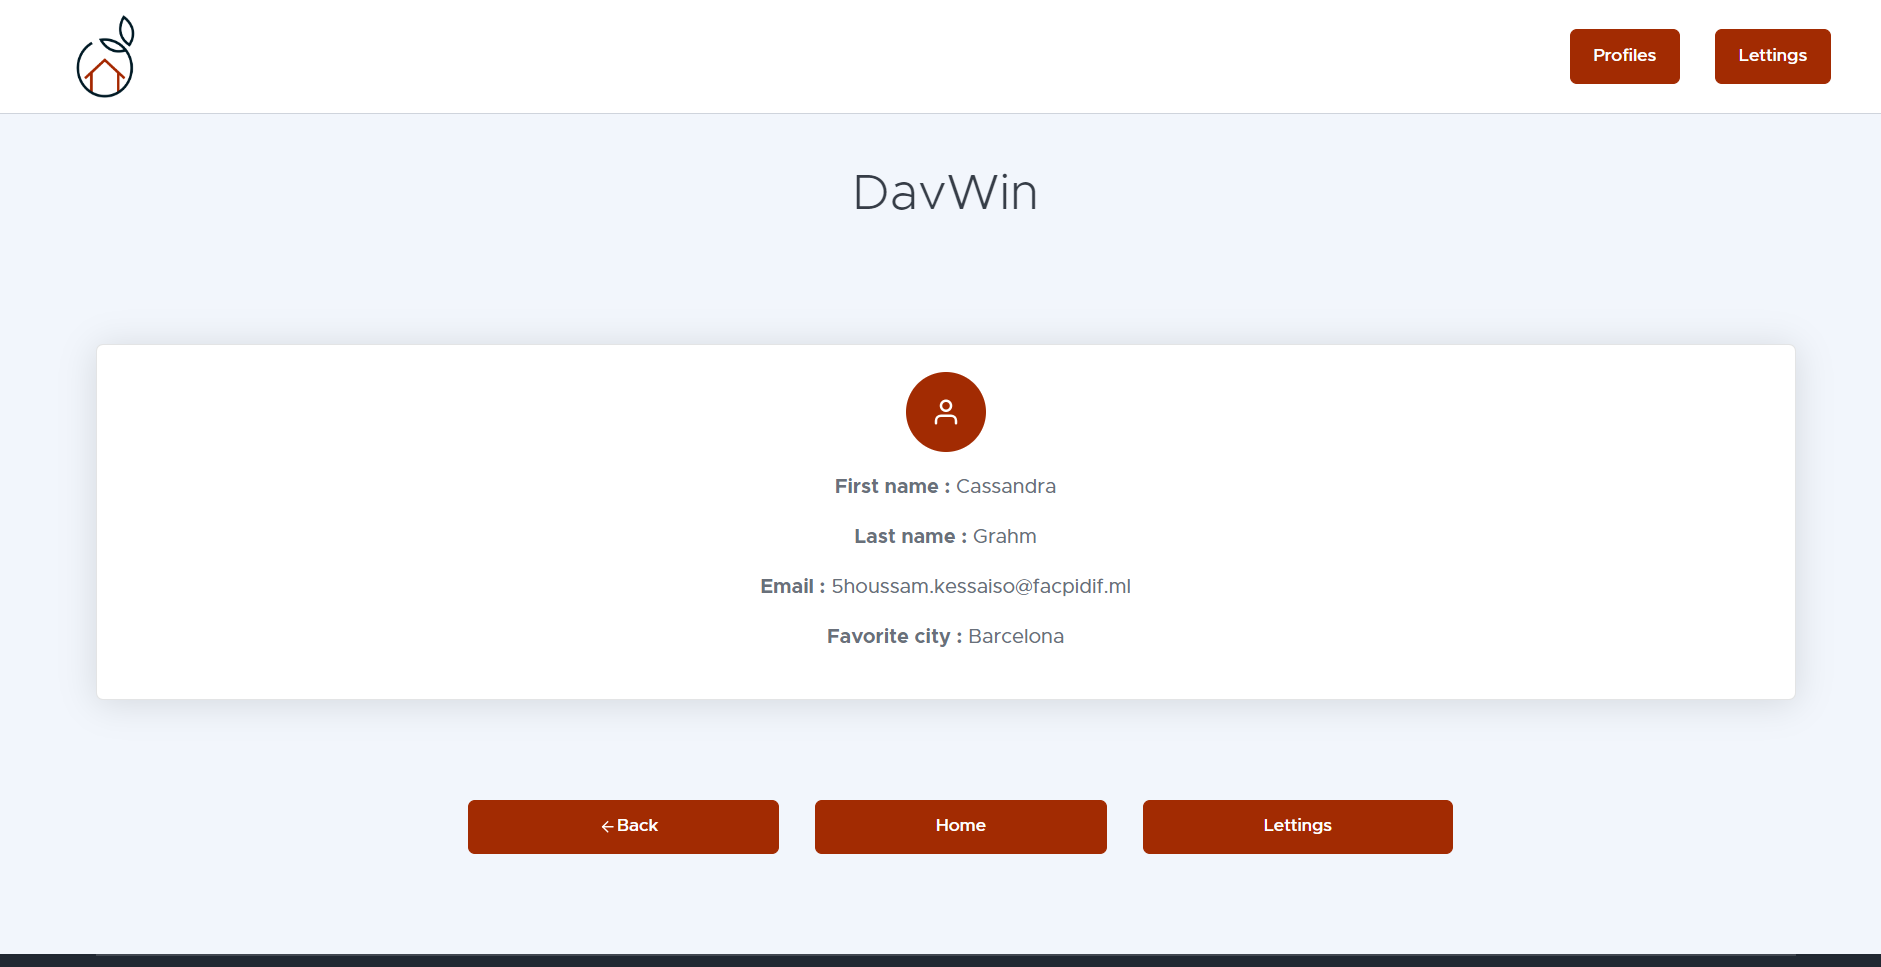 Profiles
Lettings
DavWin
First name : Cassandra
Last name : Grahm
Email : 5houssam.kessaiso@facpidif.ml
Favorite city : Barcelona
←Back
Home
Lettings